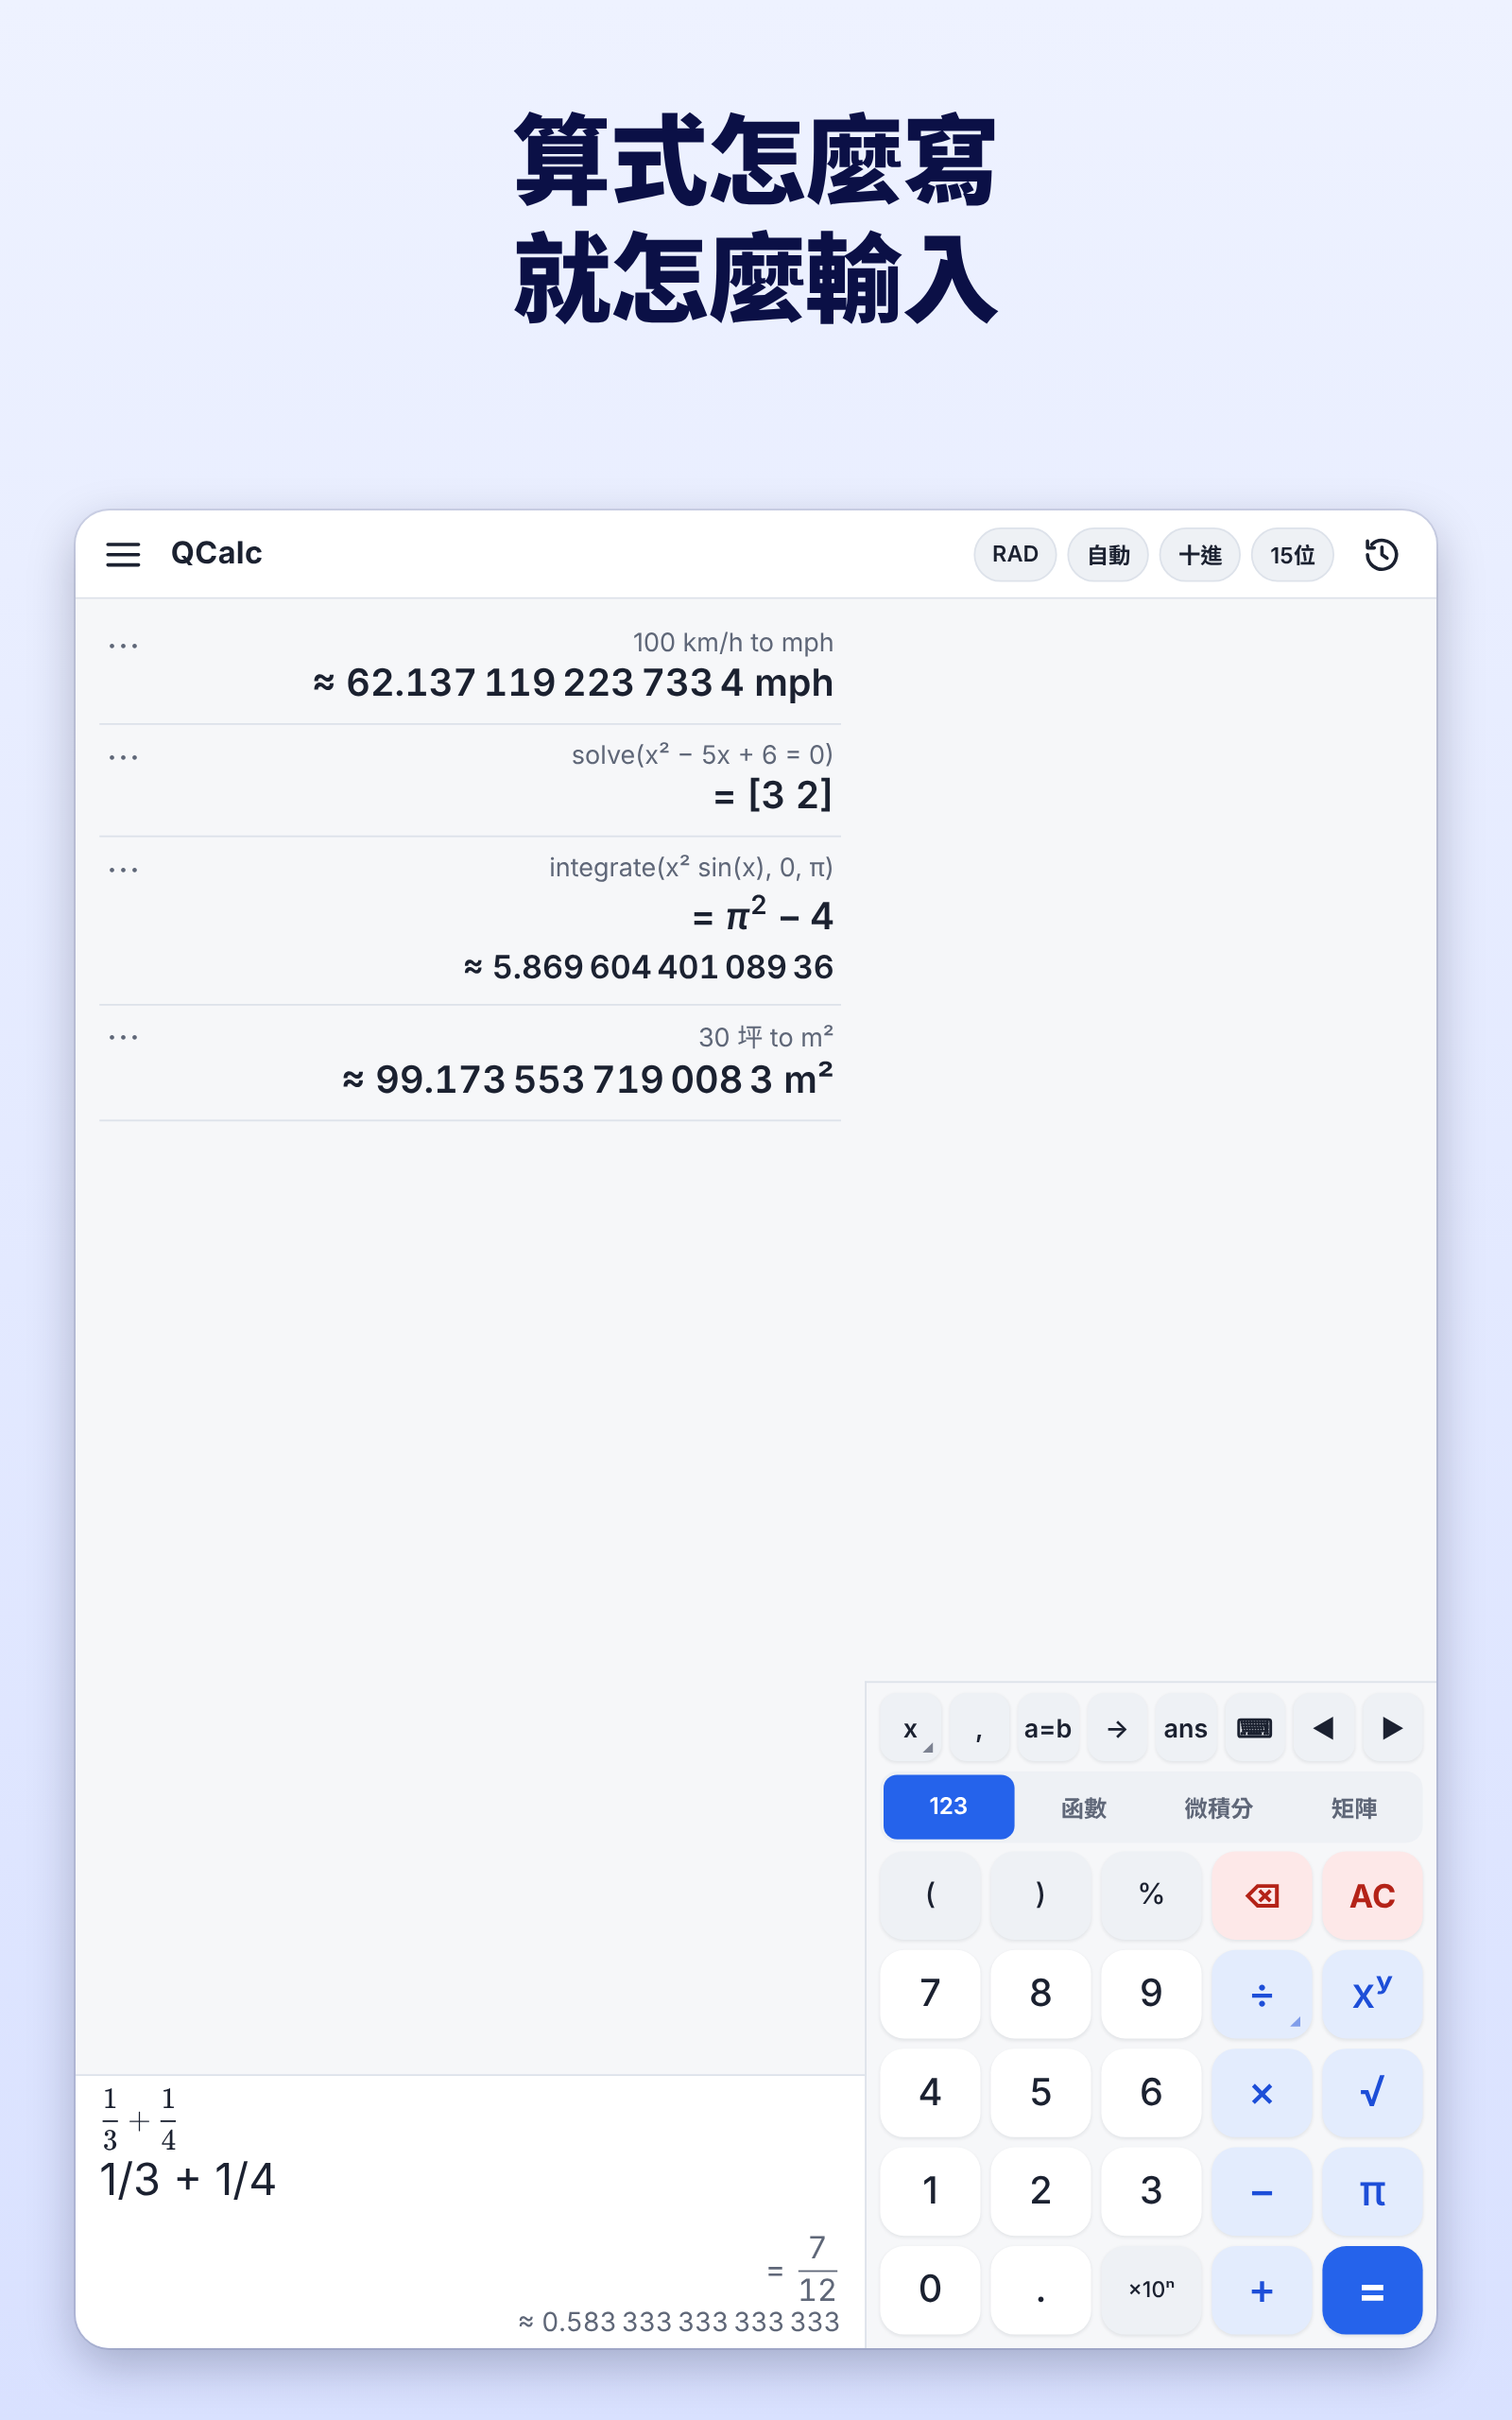 算式怎麼寫
就怎麼輸入
QCalc
RAD 自動 十進 15位
100 km/h to mph
≈ 62.137 119 223 733 4 mph
solve(x² − 5x + 6 = 0)
= [3 2]
integrate(x² sin(x), 0, π)
= π² − 4
≈ 5.869 604 401 089 36
30 坪 to m²
≈ 99.173 553 719 008 3 m²
1/3 + 1/4
1/3 + 1/4
= 7/12
≈ 0.583 333 333 333 333
x , a=b → ans ⌨ ◀ ▶
123 函數 微積分 矩陣
( ) % ⌫ AC
7 8 9 ÷ xʸ
4 5 6 × √
1 2 3 − π
0 . ×10ⁿ + =